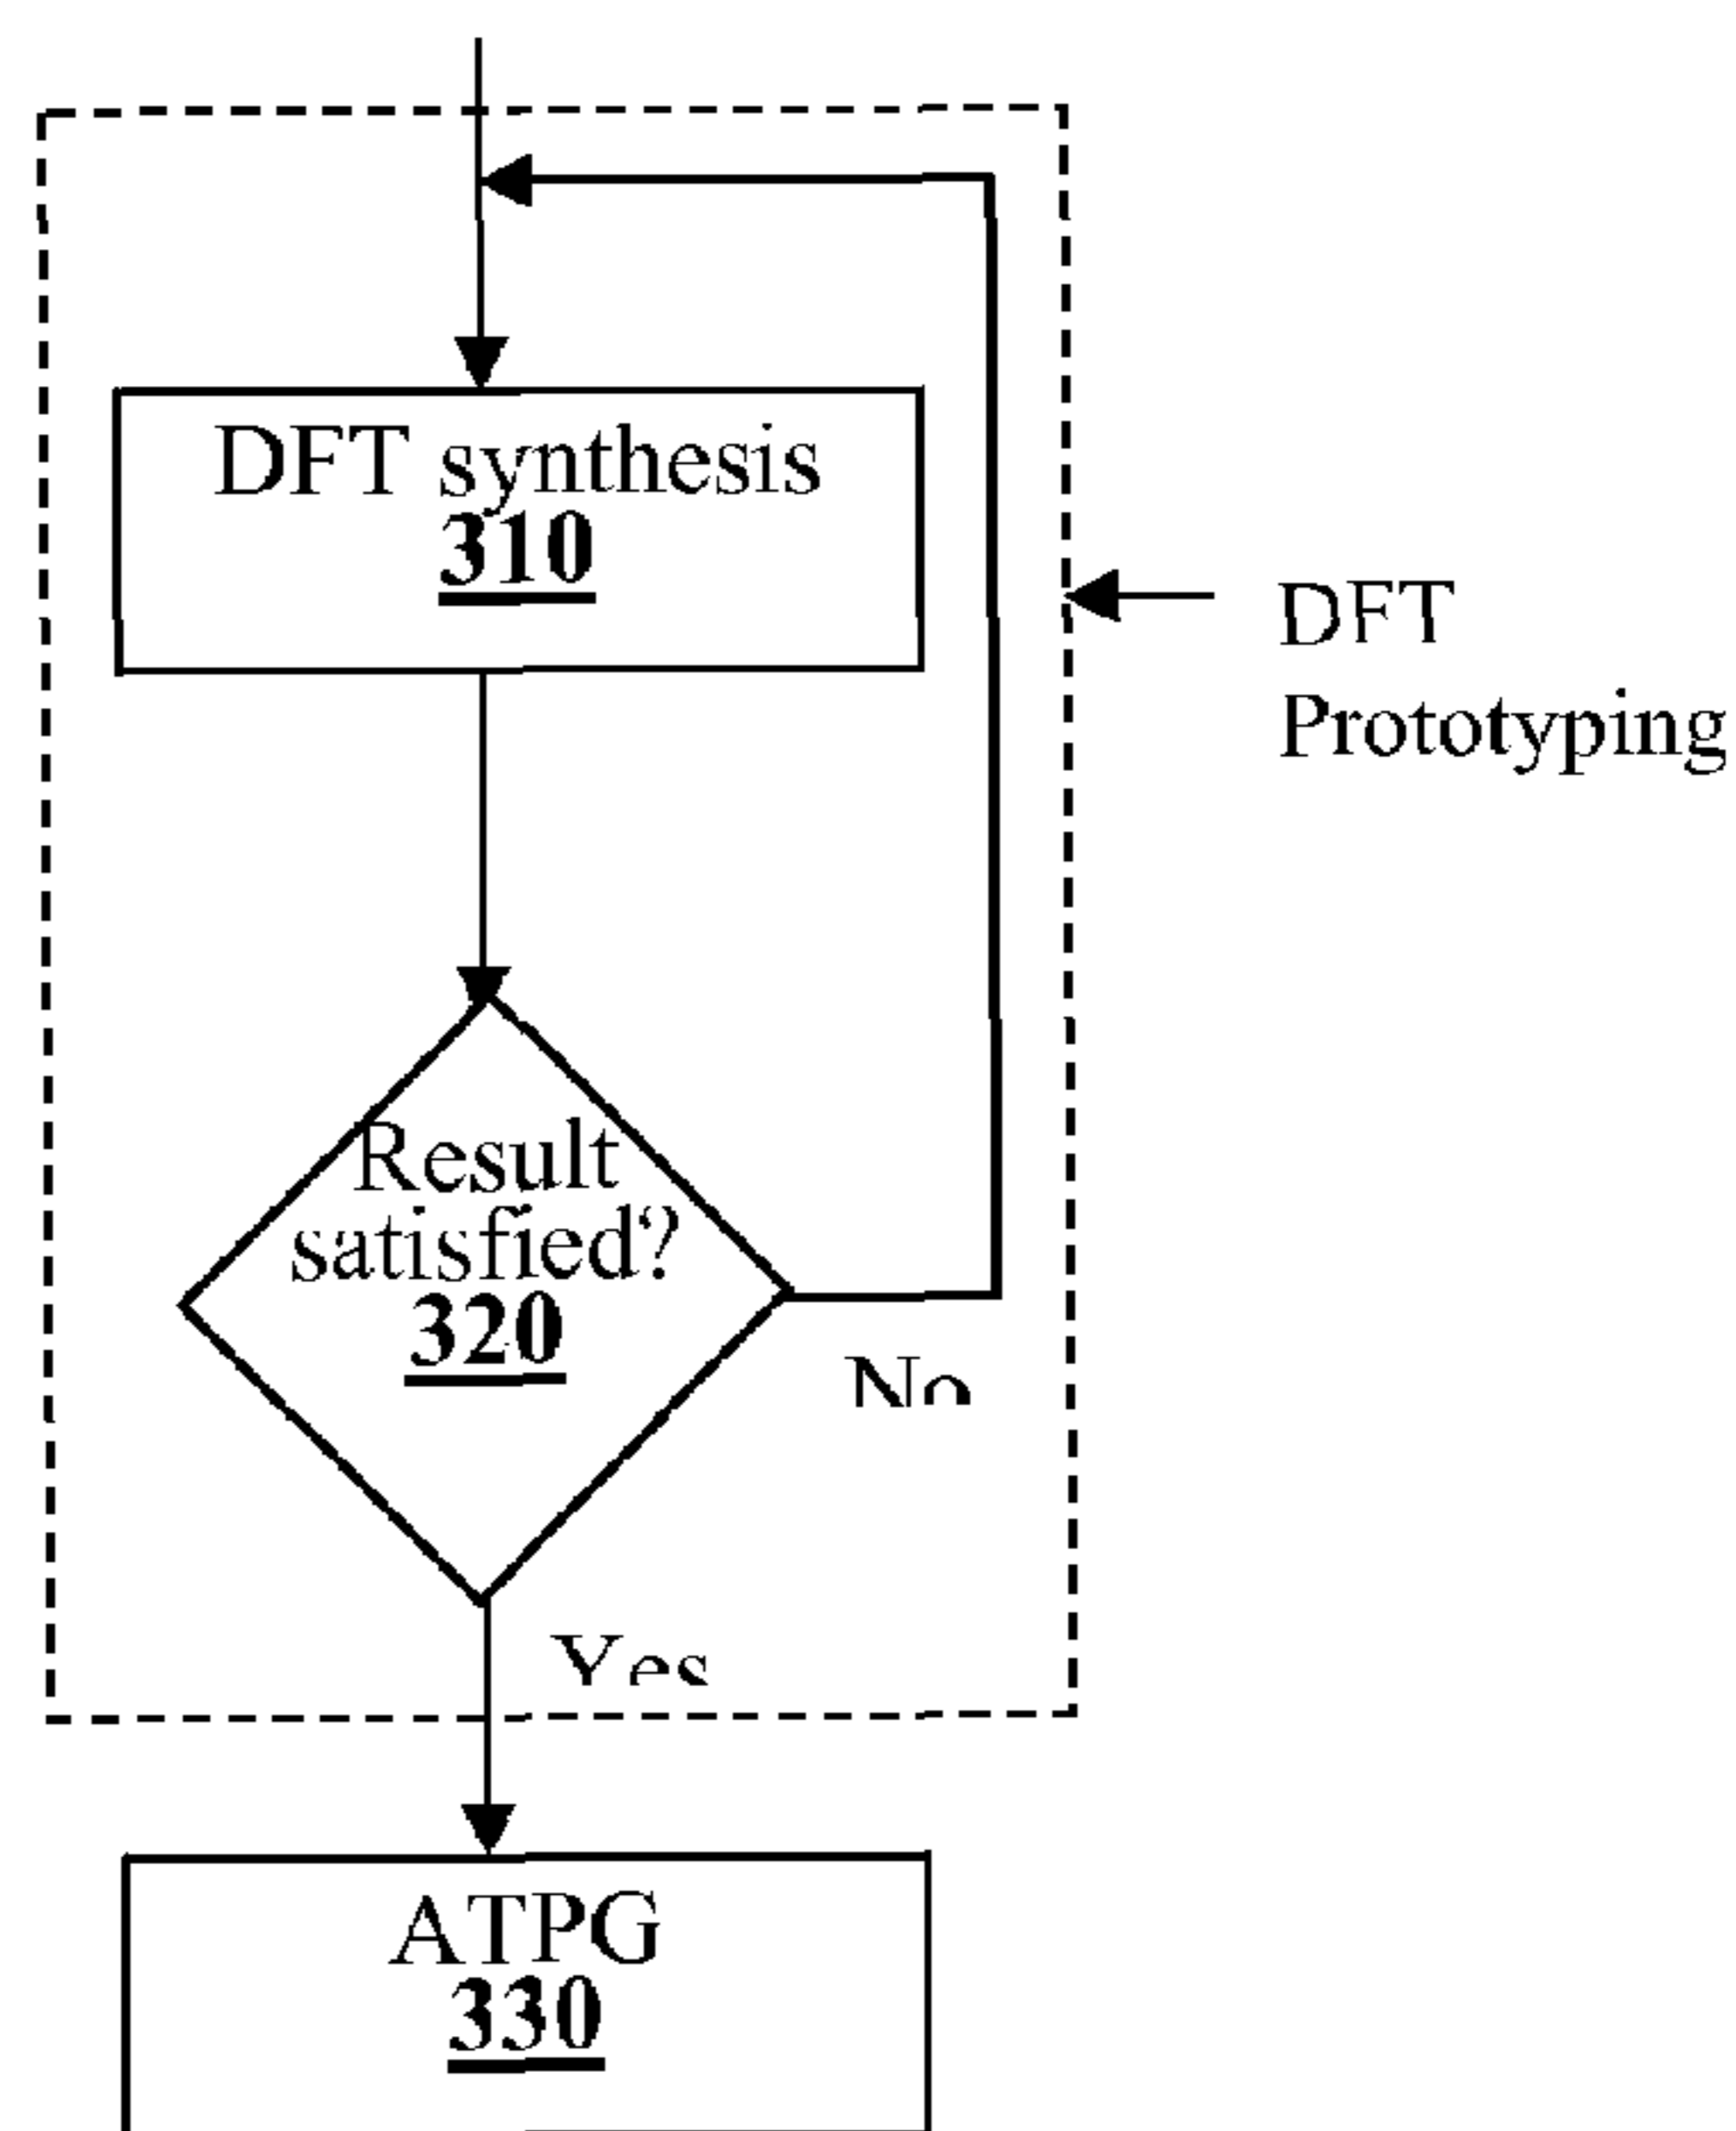 DFT synthesis
310
DFT
Prototyping
Result
satisfied?
320
No
Yes
ATPG
330